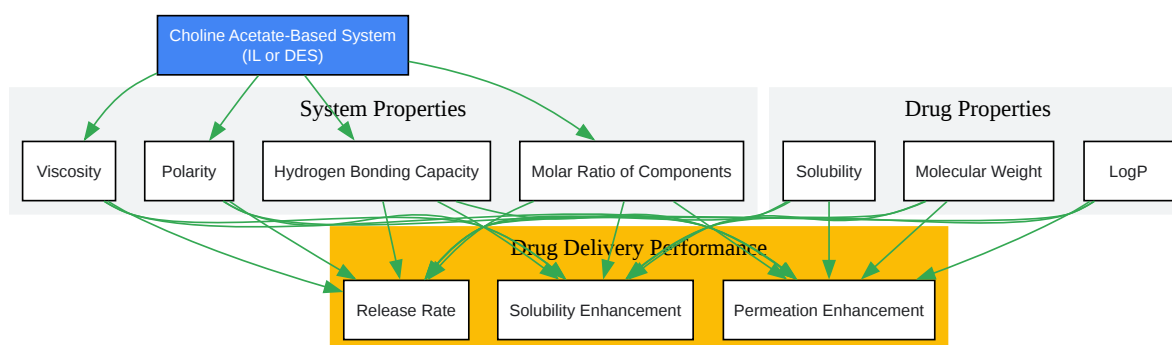 Choline Acetate-Based System
(IL or DES)
System Properties
Drug Properties
Viscosity
Polarity
Hydrogen Bonding Capacity
Molar Ratio of Components
Solubility
Molecular Weight
LogP
Drug Delivery Performance
Release Rate
Solubility Enhancement
Permeation Enhancement